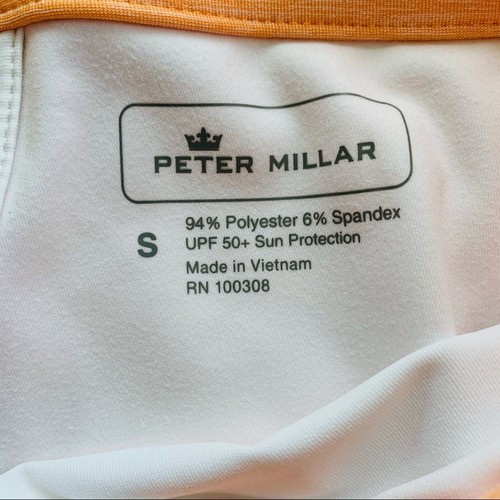 PETER MILLAR
S
94% Polyester 6% Spandex
UPF 50+ Sun Protection
Made in Vietnam
RN 100308